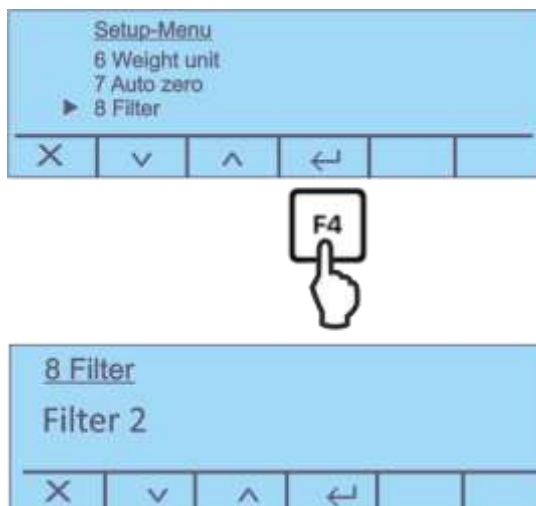 Setup-Menu
6 Weight unit
7 Auto zero
8 Filter
F4
8 Filter
Filter 2